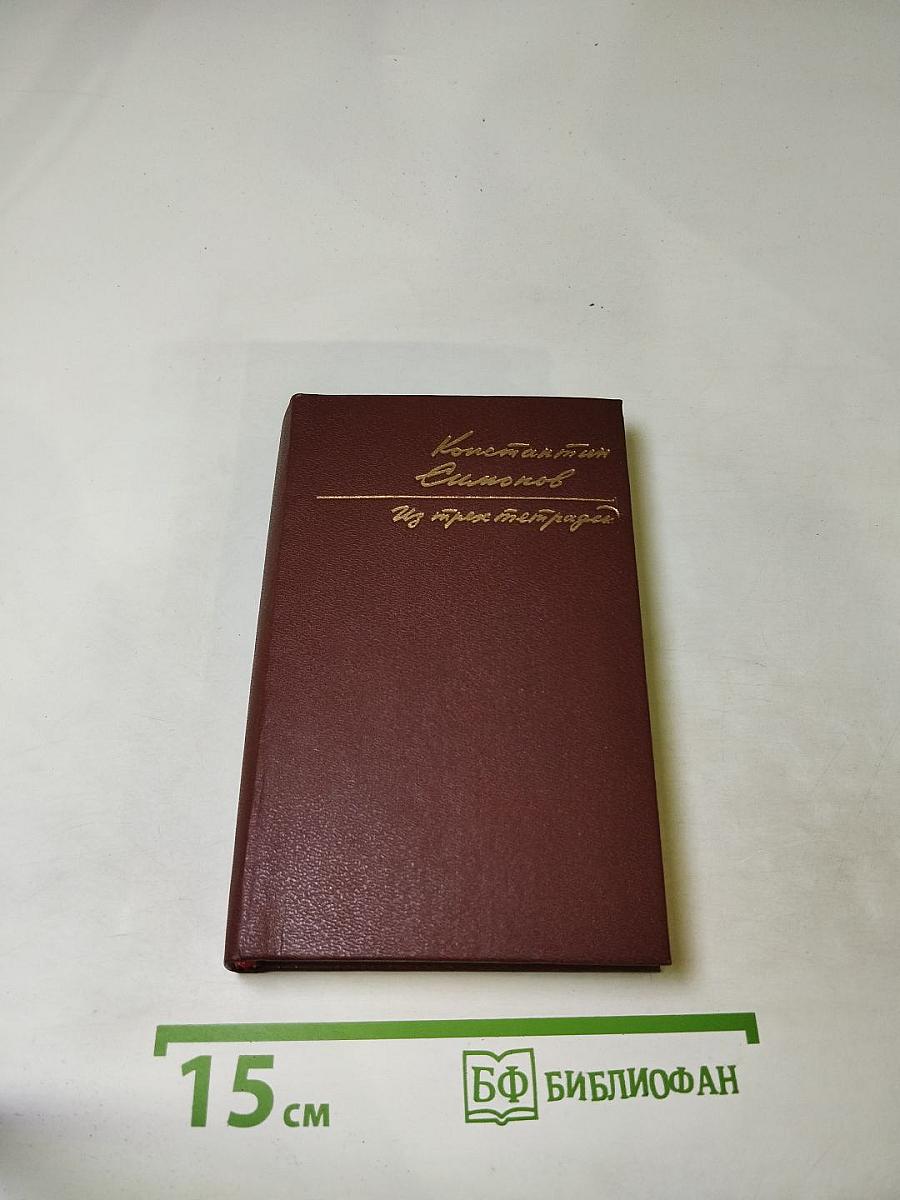 Константин
Симонов
Из трех тетрадей
15 см
БФ БИБЛИОФАН